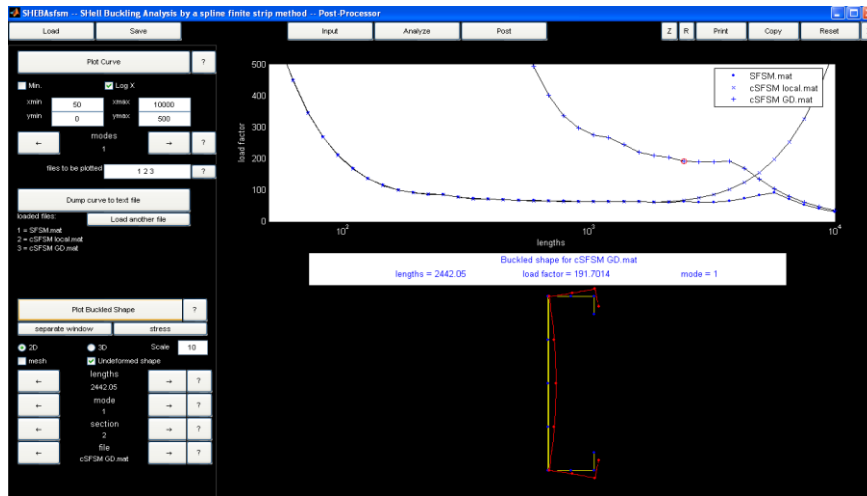 SHEBAsfsm -- SHell Buckling Analysis by a spline finite strip method -- Post-Processor
Load Save Input Analyze Post Z R Print Copy Reset
Plot Curve ?
Min. Log X
xmin 50 xmax 10000
ymin 0 ymax 500
modes
← 1 → ?
files to be plotted 1 2 3 ?
Dump curve to text file
loaded files: Load another file
1 = SFSM.mat
2 = cSFSM local.mat
3 = cSFSM GD.mat
Plot Buckled Shape ?
separate window stress
2D 3D Scale 10
mesh Undeformed shape
lengths
← 2442.05 → ?
mode
← 1 → ?
section
← 2 → ?
file
← cSFSM GD.mat → ?
500
400
300
200
100
0
load factor
10^2 10^3 10^4
lengths
SFSM.mat
cSFSM local.mat
cSFSM GD.mat
Buckled shape for cSFSM GD.mat
lengths = 2442.05 load factor = 191.7014 mode = 1